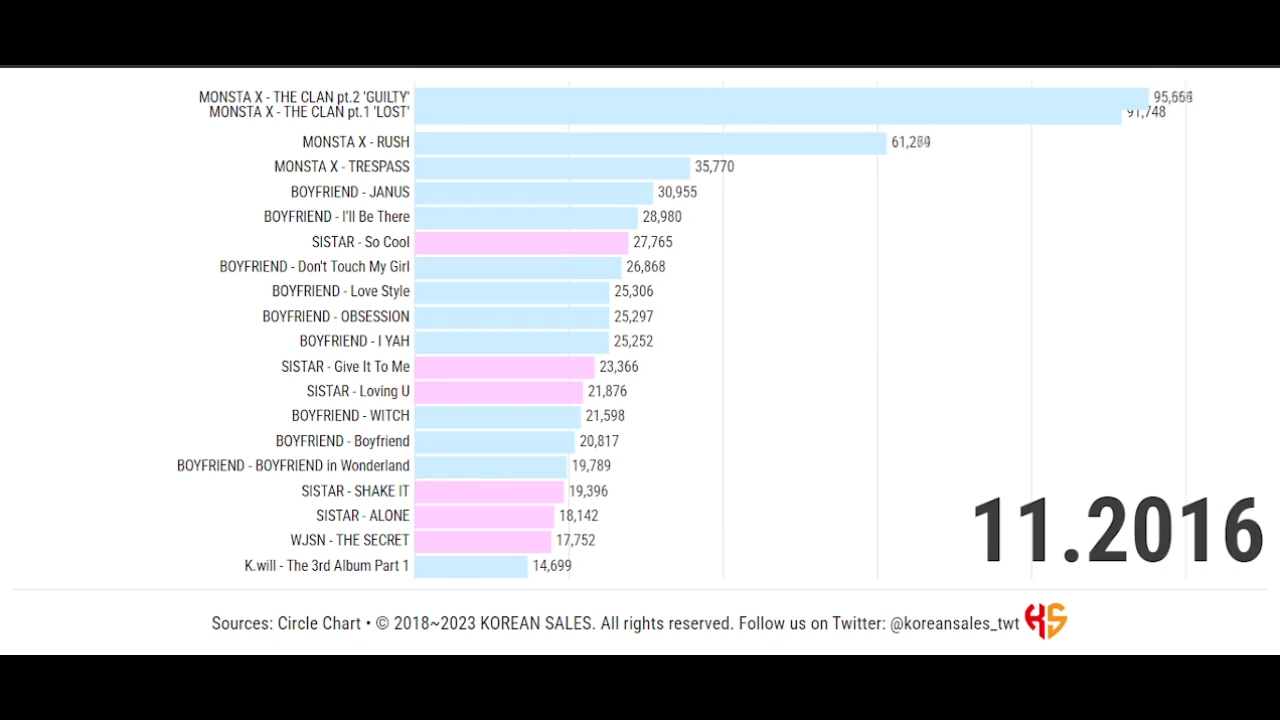 MONSTA X - THE CLAN pt.2 'GUILTY'
MONSTA X - THE CLAN pt.1 'LOST' 91,748
MONSTA X - RUSH
MONSTA X - TRESPASS 35,770
BOYFRIEND - JANUS 30,955
BOYFRIEND - I'll Be There 28,980
SISTAR - So Cool 27,765
BOYFRIEND - Don't Touch My Girl 26,868
BOYFRIEND - Love Style 25,306
BOYFRIEND - OBSESSION 25,297
BOYFRIEND - I YAH 25,252
SISTAR - Give It To Me 23,366
SISTAR - Loving U 21,876
BOYFRIEND - WITCH 21,598
BOYFRIEND - Boyfriend 20,817
BOYFRIEND - BOYFRIEND in Wonderland 19,789
SISTAR - SHAKE IT 19,396
SISTAR - ALONE 18,142
WJSN - THE SECRET 17,752
K.will - The 3rd Album Part 1 14,699
11.2016
Sources: Circle Chart • © 2018~2023 KOREAN SALES. All rights reserved. Follow us on Twitter: @koreansales_twt KS